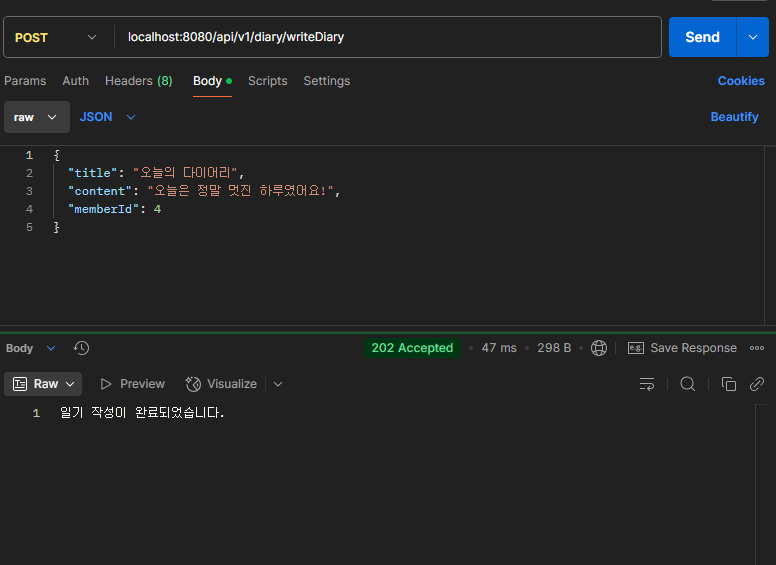 POST localhost:8080/api/v1/diary/writeDiary Send
Params Auth Headers (8) Body Scripts Settings Cookies
raw JSON Beautify
1 {
2 "title": "오늘의 다이어리",
3 "content": "오늘은 정말 멋진 하루였어요!",
4 "memberId": 4
5 }
Body 202 Accepted • 47 ms • 298 B e.g. Save Response
Raw Preview Visualize
1 일기 작성이 완료되었습니다.